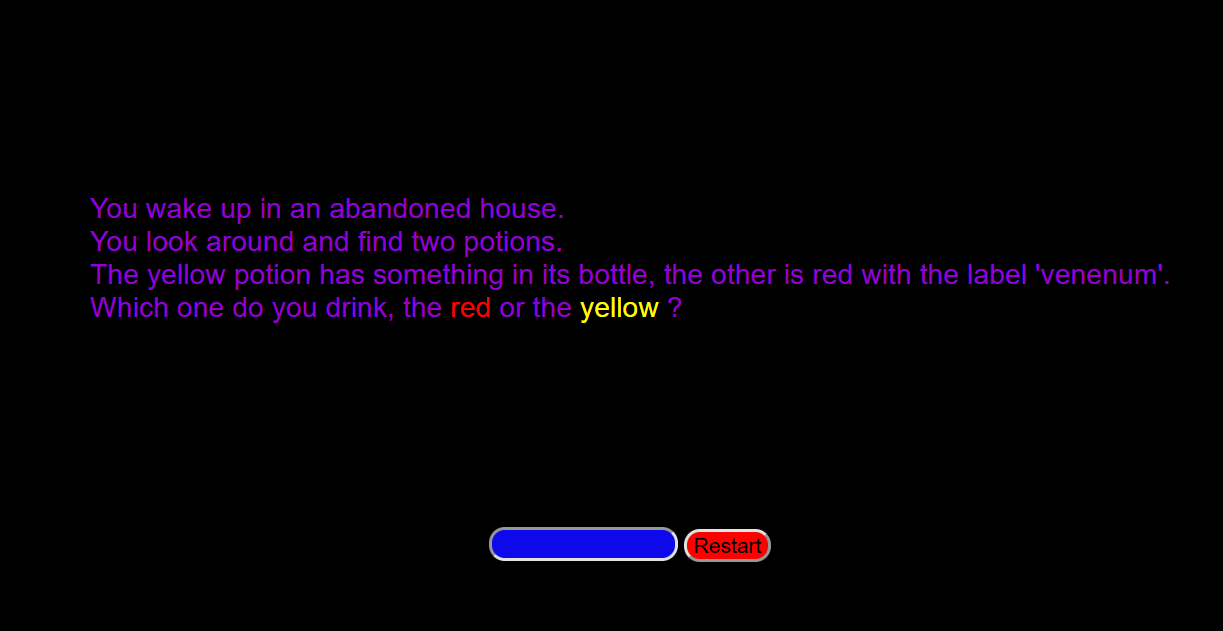 You wake up in an abandoned house.
You look around and find two potions.
The yellow potion has something in its bottle, the other is red with the label 'venenum'.
Which one do you drink, the red or the yellow ?
Restart